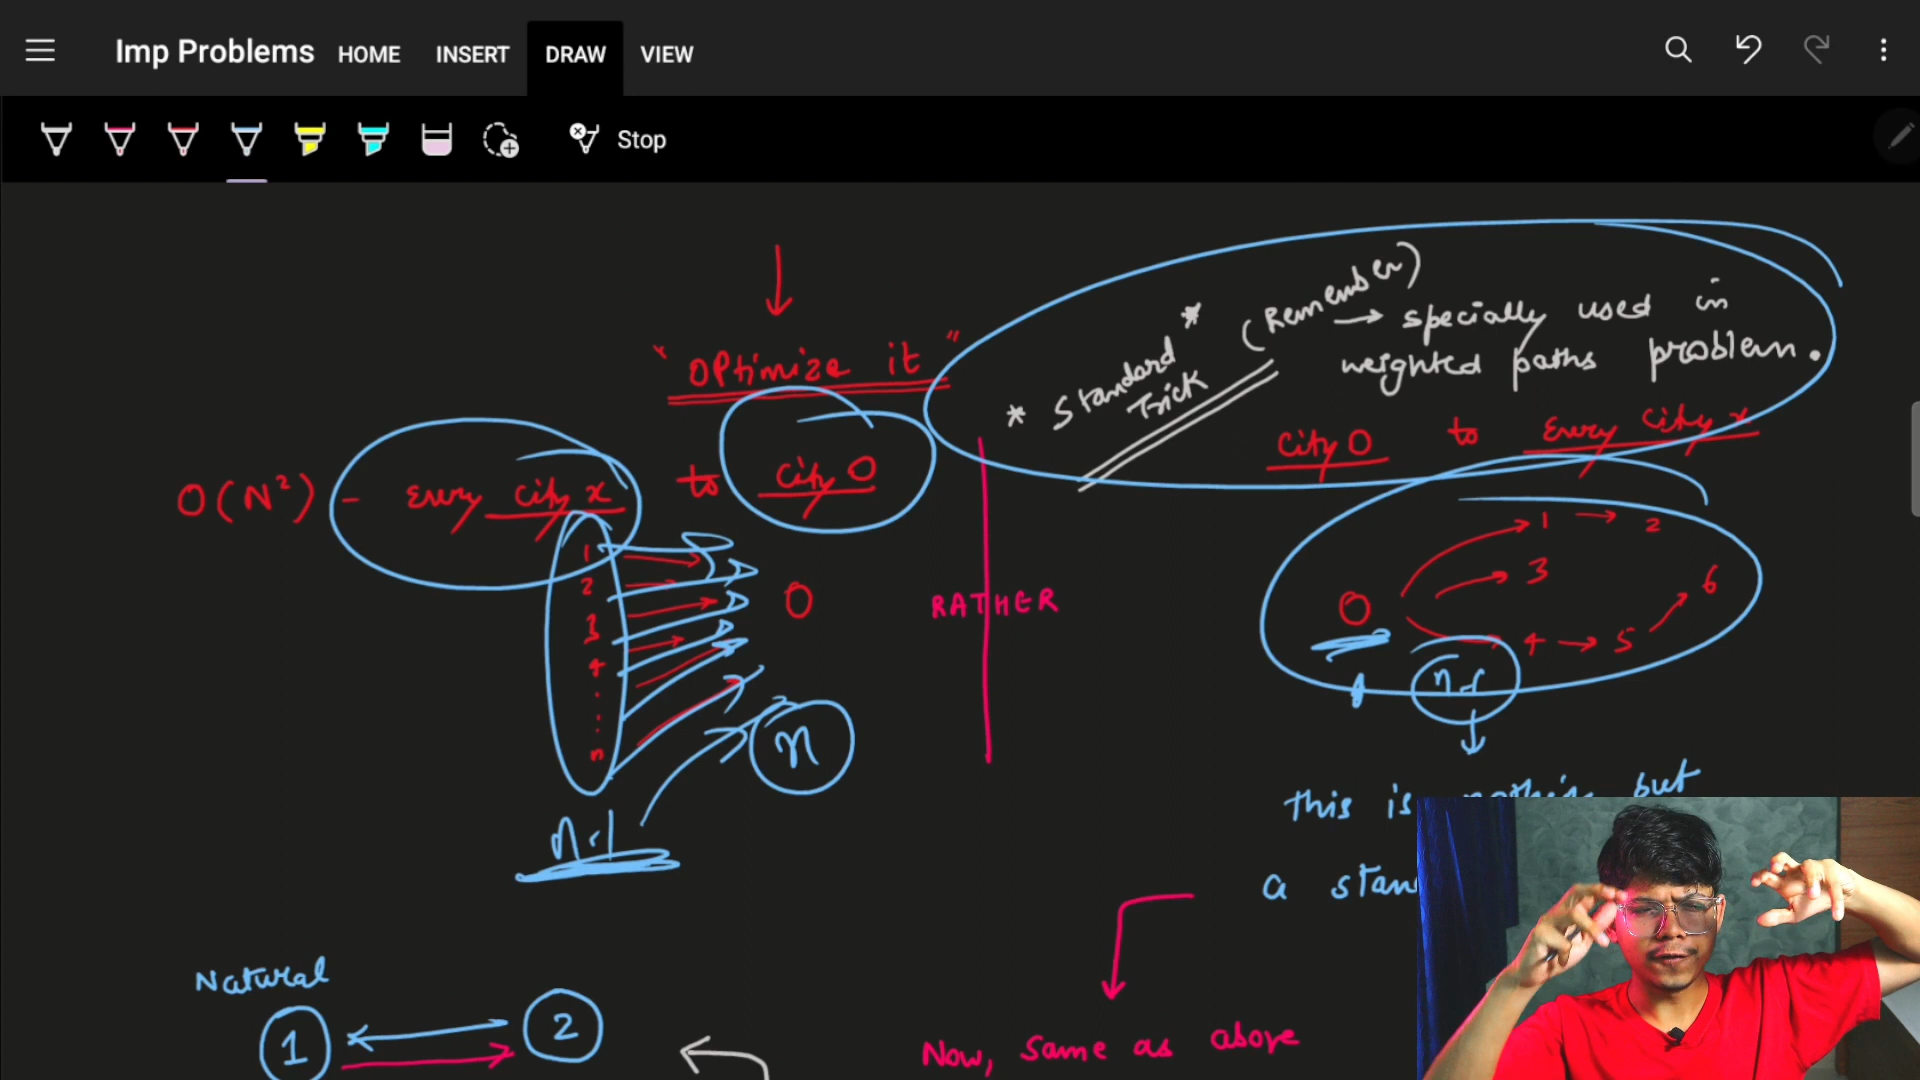 Imp Problems HOME INSERT DRAW VIEW
Stop
"Optimize it"
* Standard Trick * (Remember)
→ specially used in
weighted paths problem.
O(N²) - Every City x to City 0
1
2
3
4
.
.
.
n
0
n
n-1
RATHER
City 0 to Every City x
0
1 → 2
3
4 → 5
6
this is but
a stan
Natural
1
2
Now, Same as above